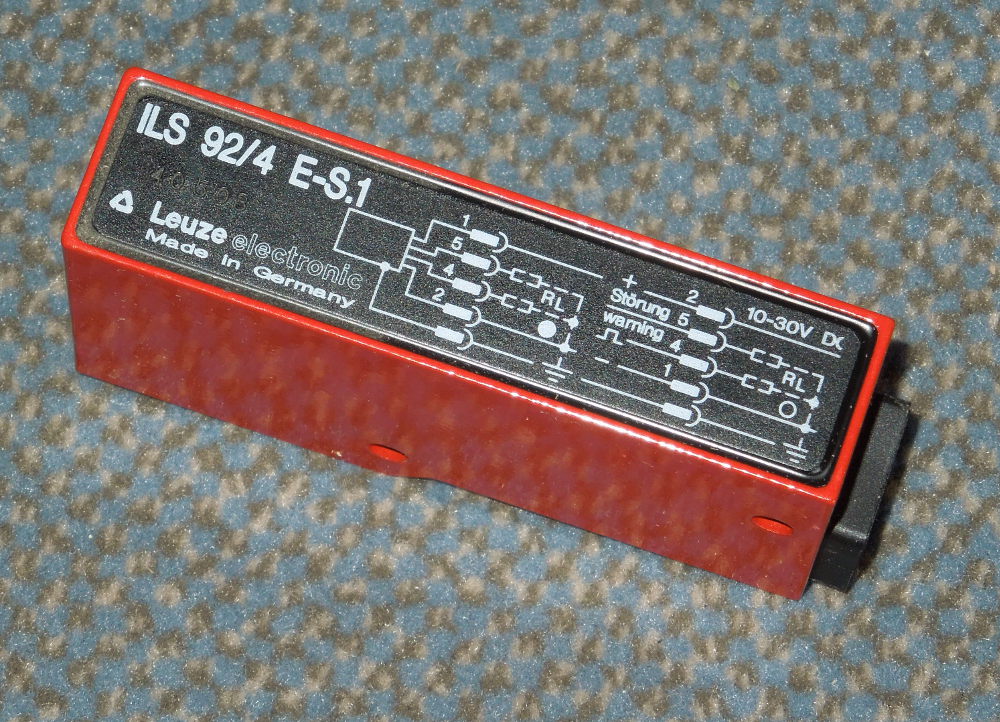 ILS 92/4 E-S.1
Leuze electronic
Made in Germany
1
5
4
2
RL
+
Störung
warning
2
5
4
1
10-30V DC
RL